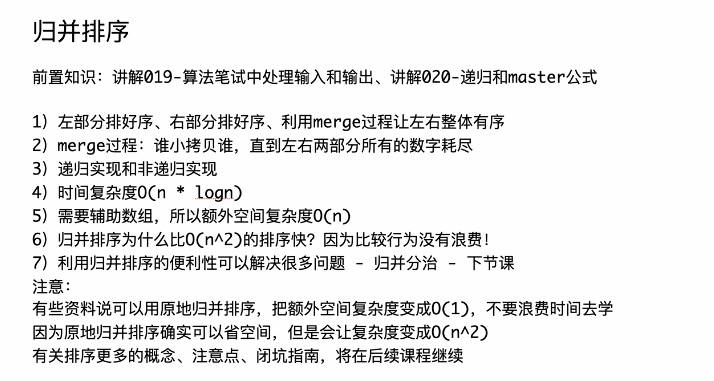 归并排序
前置知识：讲解019-算法笔试中处理输入和输出、讲解020-递归和master公式
1）左部分排好序、右部分排好序、利用merge过程让左右整体有序
2）merge过程：谁小拷贝谁，直到左右两部分所有的数字耗尽
3）递归实现和非递归实现
4）时间复杂度O(n * logn)
5）需要辅助数组，所以额外空间复杂度O(n)
6）归并排序为什么比O(n^2)的排序快？因为比较行为没有浪费！
7）利用归并排序的便利性可以解决很多问题 - 归并分治 - 下节课
注意：
有些资料说可以用原地归并排序，把额外空间复杂度变成O(1)，不要浪费时间去学
因为原地归并排序确实可以省空间，但是会让复杂度变成O(n^2)
有关排序更多的概念、注意点、闭坑指南，将在后续课程继续